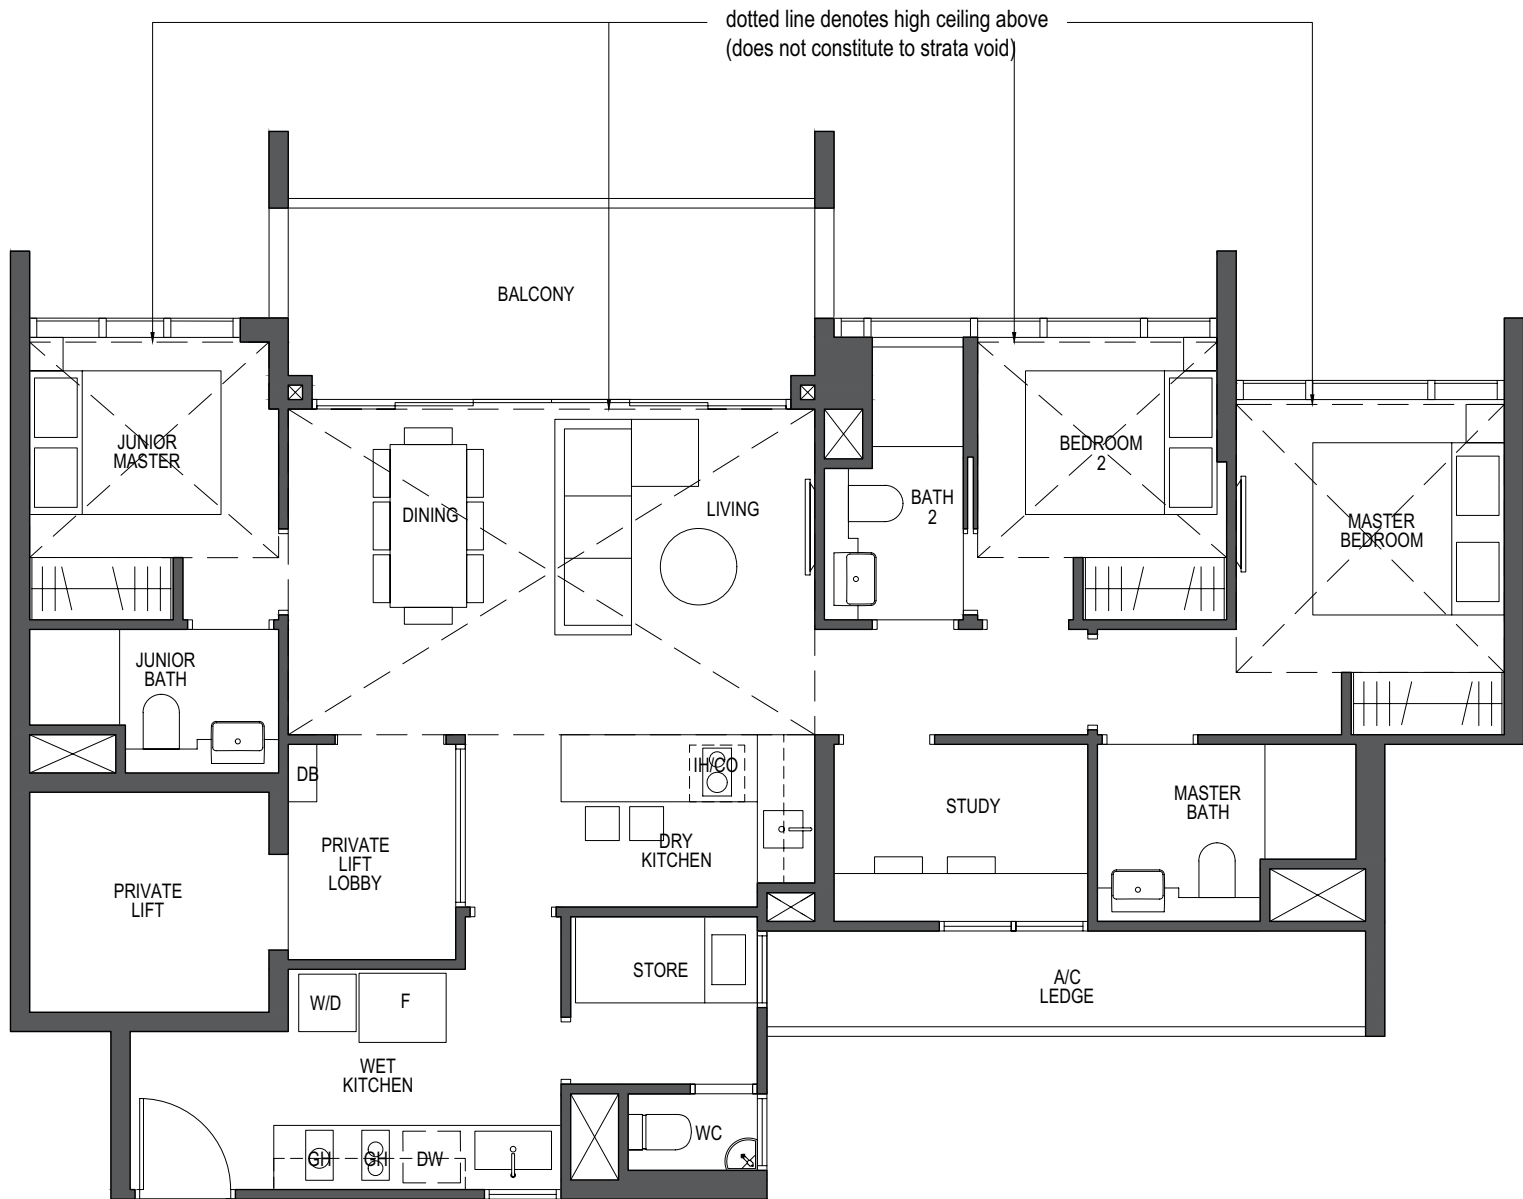 dotted line denotes high ceiling above
(does not constitute to strata void)
BALCONY
JUNIOR
MASTER
DINING
LIVING
BATH
2
BEDROOM
2
MASTER
BEDROOM
JUNIOR
BATH
DB
IH/CO
PRIVATE
LIFT
LOBBY
DRY
KITCHEN
STUDY
MASTER
BATH
PRIVATE
LIFT
STORE
A/C
LEDGE
W/D
F
WET
KITCHEN
WC
GH
GH
DW